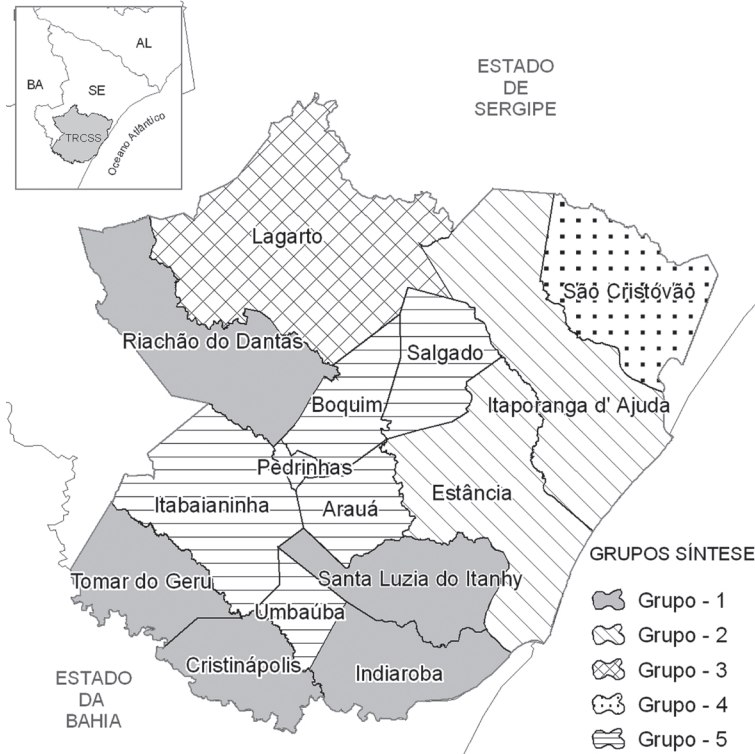 AL
BA
SE
TRCSS
Oceano Atlântico
ESTADO
DE
SERGIPE
Lagarto
São Cristóvão
Riachão do Dantas
Salgado
Boquim
Itaporanga d' Ajuda
Pedrinhas
Itabaianinha
Arauá
Estância
Tomar do Geru
Santa Luzia do Itanhy
Umbaúba
Cristinápolis
Indiaroba
ESTADO
DA
BAHIA
GRUPOS SÍNTESE
Grupo - 1
Grupo - 2
Grupo - 3
Grupo - 4
Grupo - 5